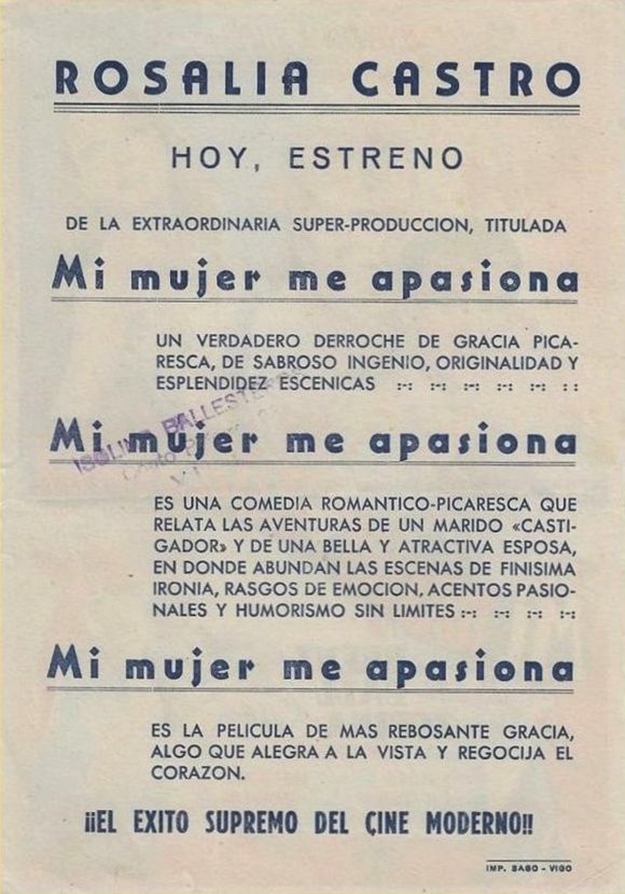 ROSALIA CASTRO
HOY, ESTRENO
DE LA EXTRAORDINARIA SUPER-PRODUCCION, TITULADA
Mi mujer me apasiona
UN VERDADERO DERROCHE DE GRACIA PICA-
RESCA, DE SABROSO INGENIO, ORIGINALIDAD Y
ESPLENDIDEZ ESCENICAS :-: :-: :-: :-: :-: : :
Mi mujer me apasiona
ES UNA COMEDIA ROMANTICO-PICARESCA QUE
RELATA LAS AVENTURAS DE UN MARIDO «CASTI-
GADOR» Y DE UNA BELLA Y ATRACTIVA ESPOSA,
EN DONDE ABUNDAN LAS ESCENAS DE FINISIMA
IRONIA, RASGOS DE EMOCION, ACENTOS PASIO-
NALES Y HUMORISMO SIN LIMITES :-: :-: :-: :-:
Mi mujer me apasiona
ES LA PELICULA DE MAS REBOSANTE GRACIA,
ALGO QUE ALEGRA A LA VISTA Y REGOCIJA EL
CORAZON.
¡¡EL EXITO SUPREMO DEL CINE MODERNO!!
IMP. SAGO - VIGO